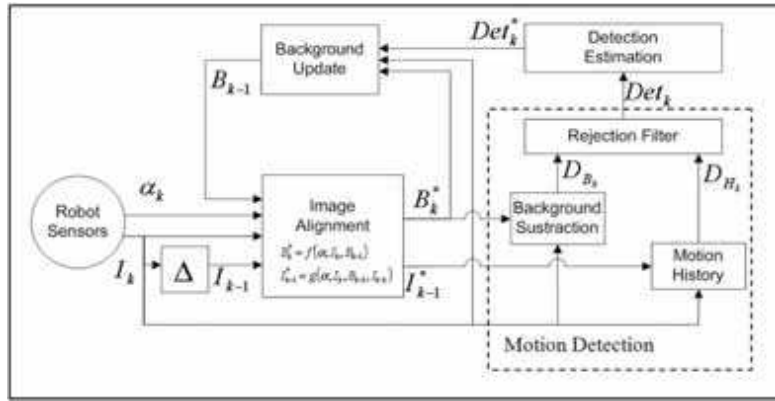 Background
Update
Det*k
Detection
Estimation
Bk-1
Detk
Rejection Filter
DBk
DHk
αk
Robot
Sensors
Image
Alignment
B*k
Background
Sustraction
Ik
Δ
Ik-1
I*k-1
Motion
History
Motion Detection